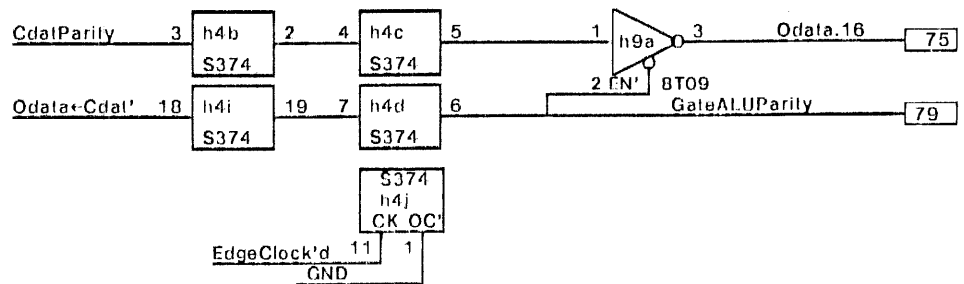 CdatParity 3 h4b 2 4 h4c 5 1 h9a 3 Odata.16 75
S374 S374
2 EN' 8T09
Odata←Cdat' 18 h4i 19 7 h4d 6 GateALUParity 79
S374 S374
S374
h4j
CK OC'
EdgeClock'd 11 1
GND